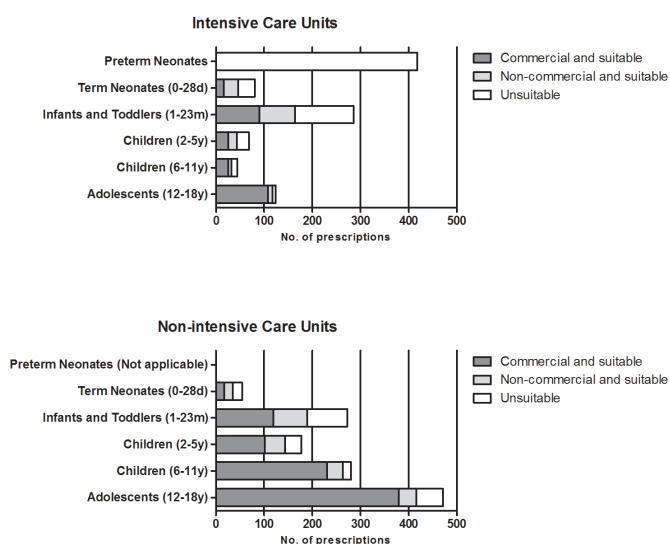 Intensive Care Units
Preterm Neonates
Term Neonates (0-28d)
Infants and Toddlers (1-23m)
Children (2-5y)
Children (6-11y)
Adolescents (12-18y)
0 100 200 300 400 500
No. of prescriptions
Commercial and suitable
Non-commercial and suitable
Unsuitable
Non-intensive Care Units
Preterm Neonates (Not applicable)
Term Neonates (0-28d)
Infants and Toddlers (1-23m)
Children (2-5y)
Children (6-11y)
Adolescents (12-18y)
0 100 200 300 400 500
No. of prescriptions
Commercial and suitable
Non-commercial and suitable
Unsuitable